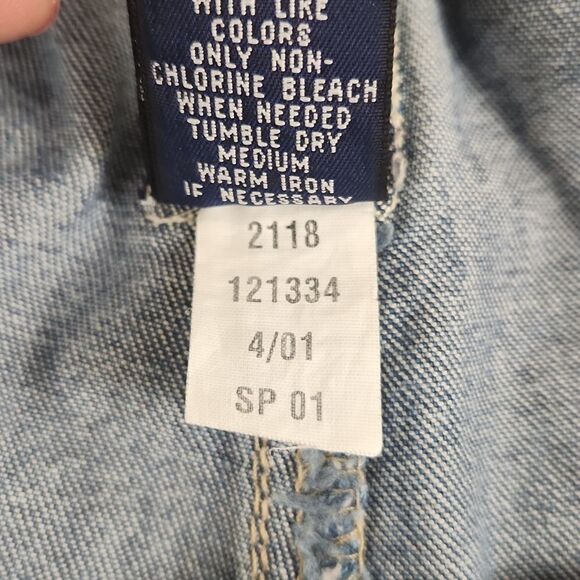 WITH LIKE
COLORS
ONLY NON-
CHLORINE BLEACH
WHEN NEEDED
TUMBLE DRY
MEDIUM
WARM IRON
IF NECESSARY
2118
121334
4/01
SP 01